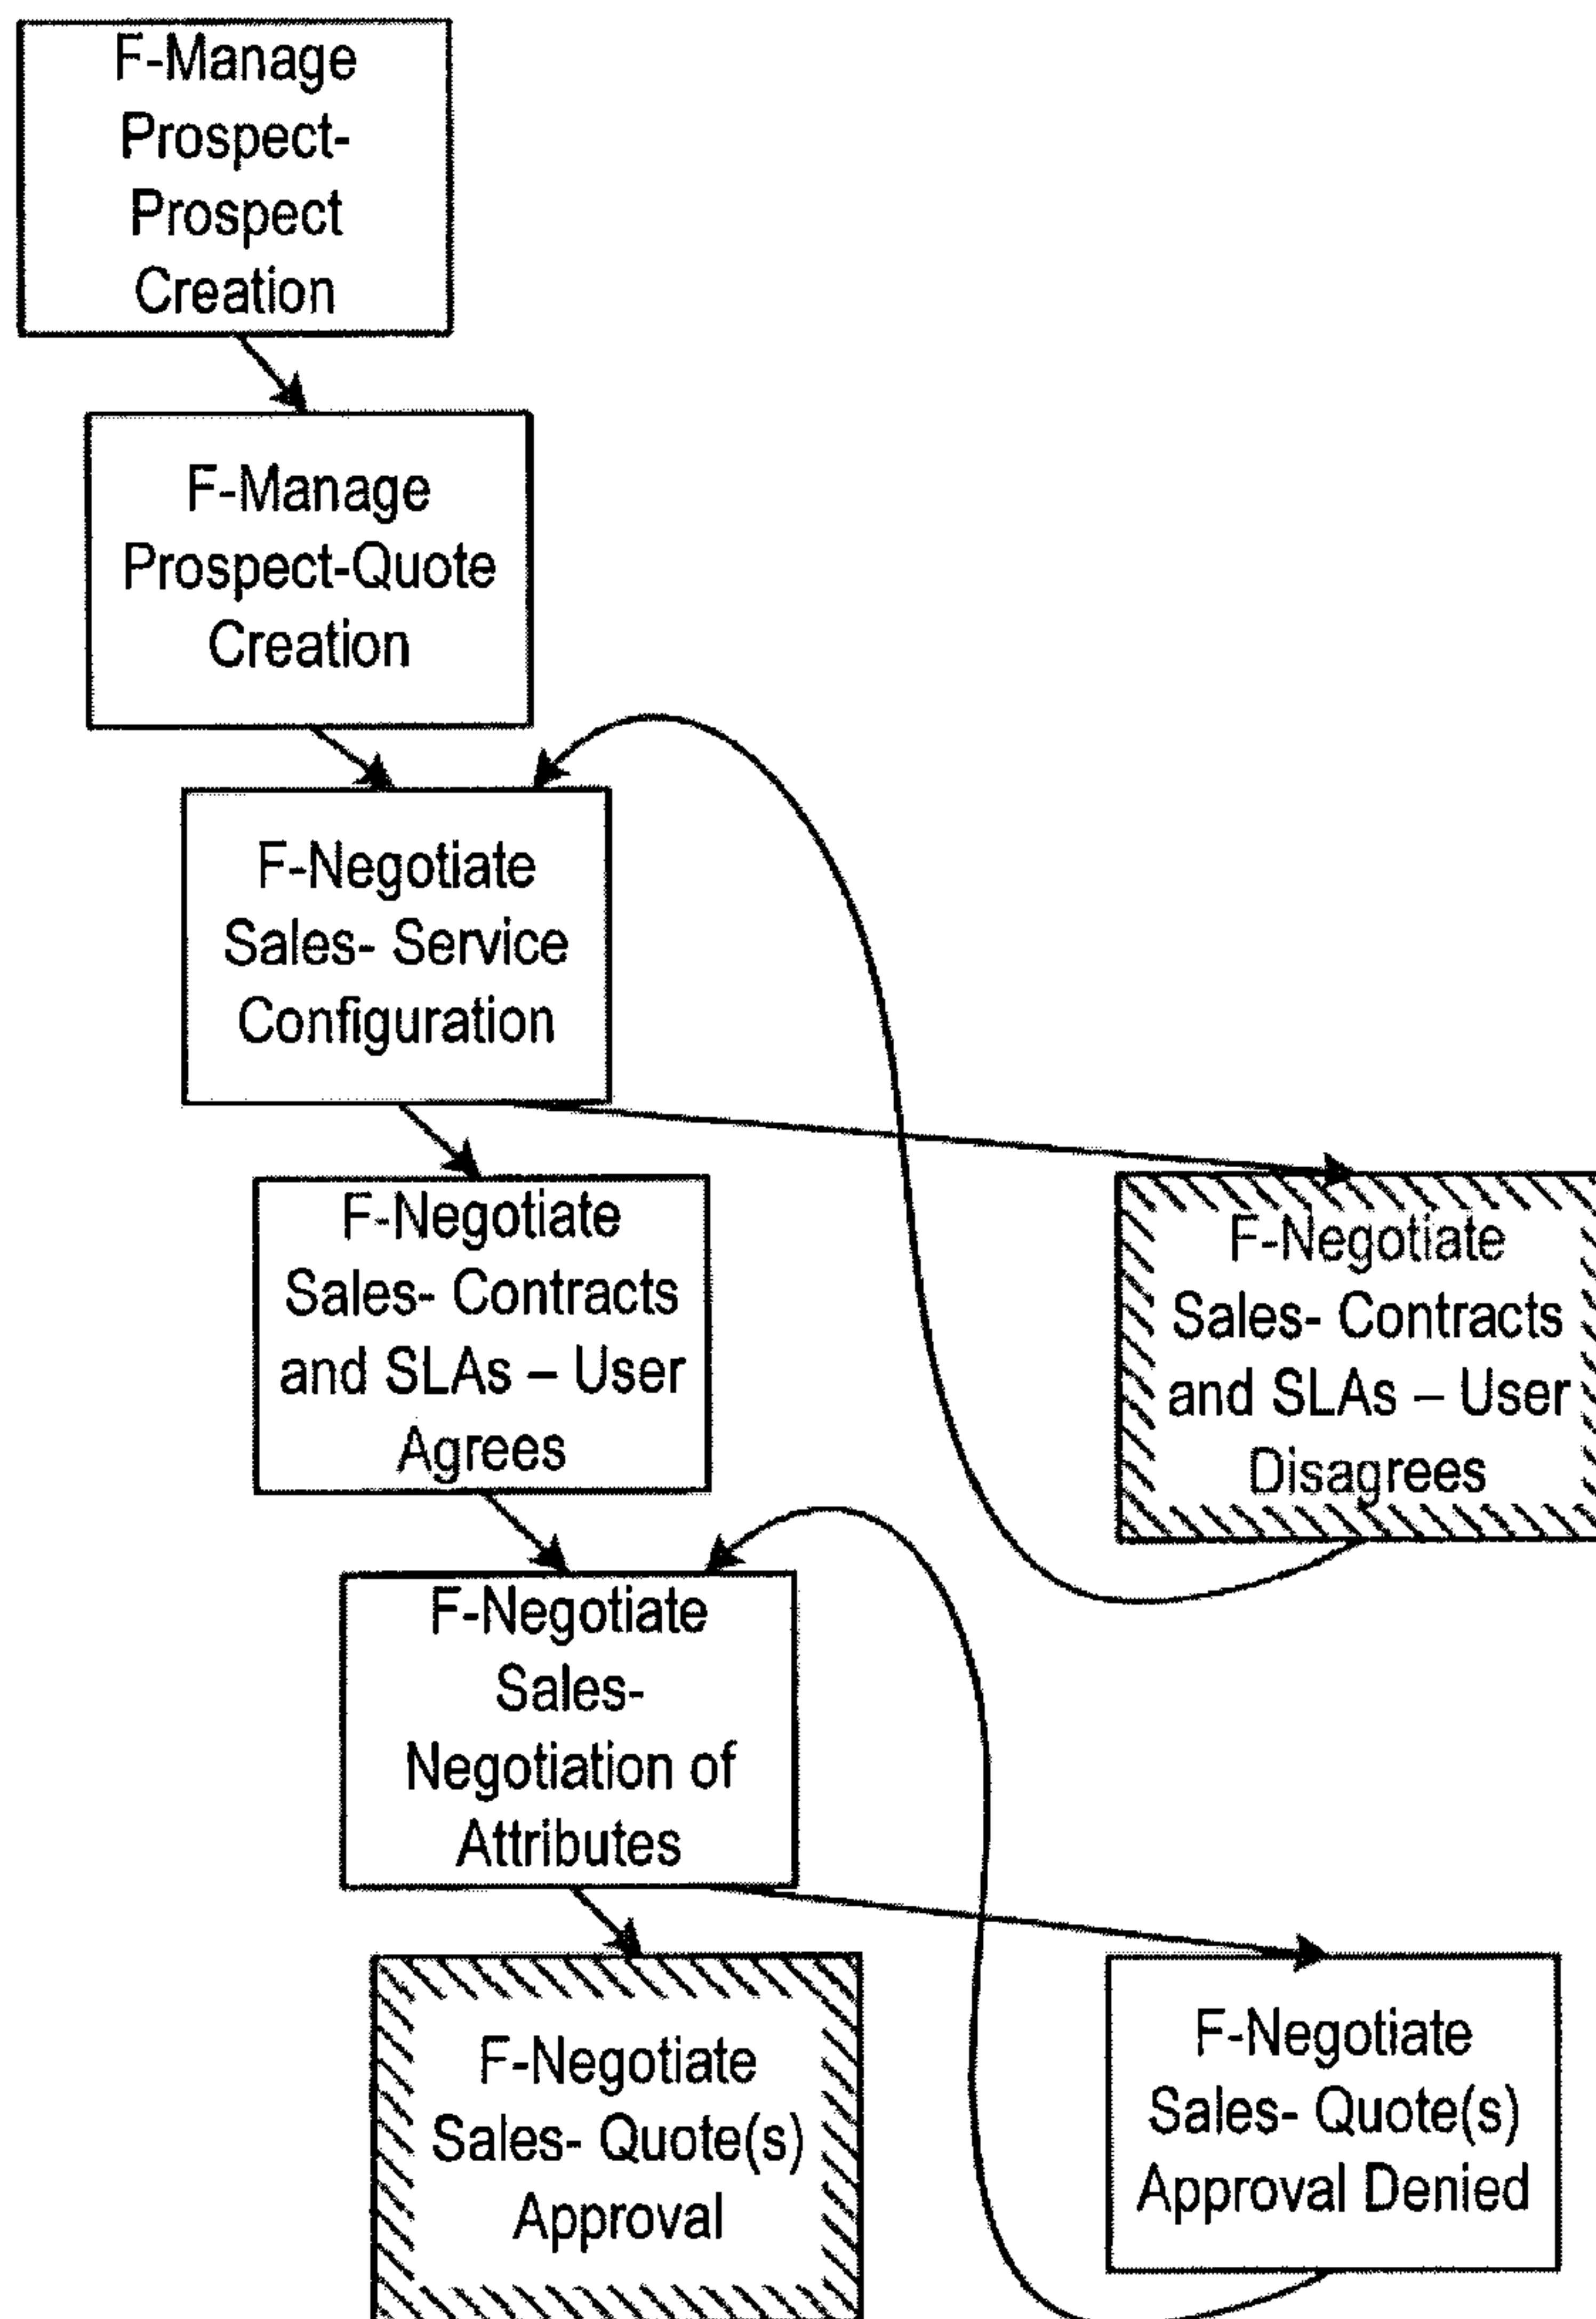 F-Manage
Prospect-
Prospect
Creation
F-Manage
Prospect-Quote
Creation
F-Negotiate
Sales- Service
Configuration
F-Negotiate
Sales- Contracts
and SLAs – User
Agrees
F-Negotiate
Sales- Contracts
and SLAs – User
Disagrees
F-Negotiate
Sales-
Negotiation of
Attributes
F-Negotiate
Sales- Quote(s)
Approval
F-Negotiate
Sales- Quote(s)
Approval Denied